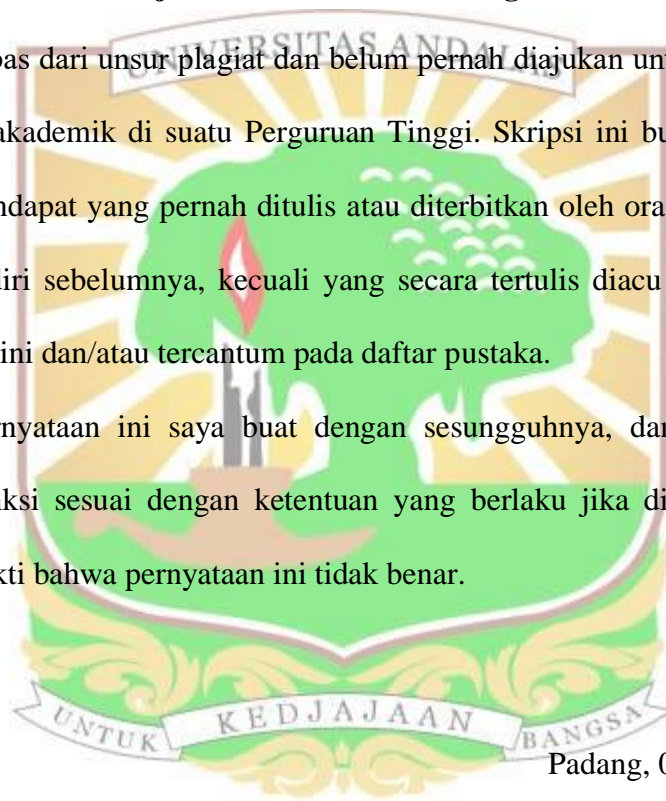 UNIVERSITAS ANDALAS
bas dari unsur plagiat dan belum pernah diajukan un
akademik di suatu Perguruan Tinggi. Skripsi ini bu
ndapat yang pernah ditulis atau diterbitkan oleh ora
diri sebelumnya, kecuali yang secara tertulis diacu
ini dan/atau tercantum pada daftar pustaka.
rnyataan ini saya buat dengan sesungguhnya, dan
nksi sesuai dengan ketentuan yang berlaku jika di
kti bahwa pernyataan ini tidak benar.
UNTUK KEDJAJAAN BANGSA
Padang, 0